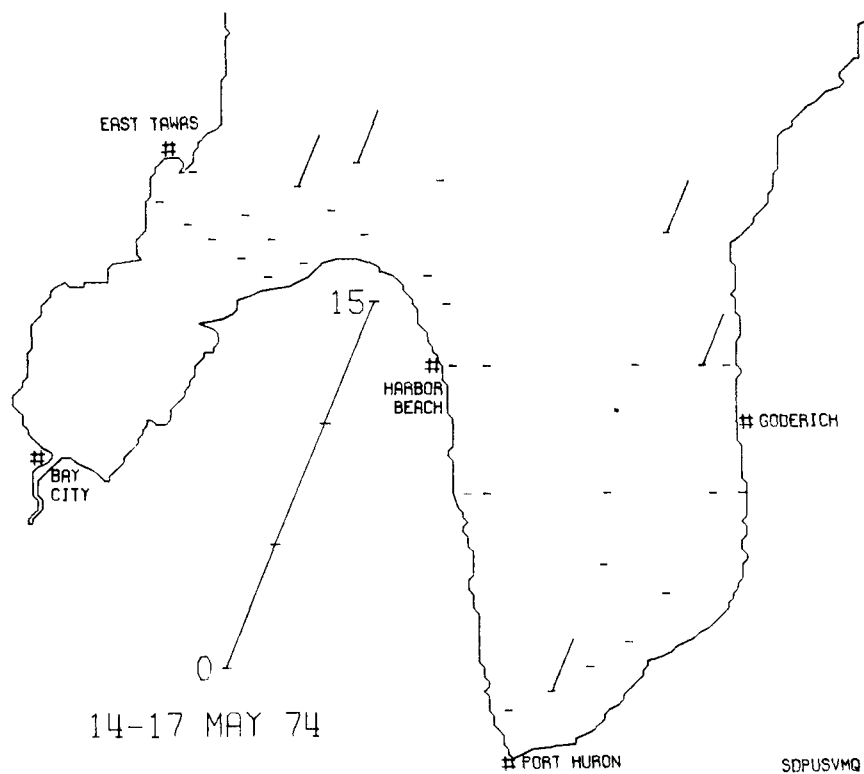 EAST TAWAS
15
HARBOR
BEACH
GODERICH
BAY
CITY
0
14-17 MAY 74
PORT HURON
SDPUSVMQ